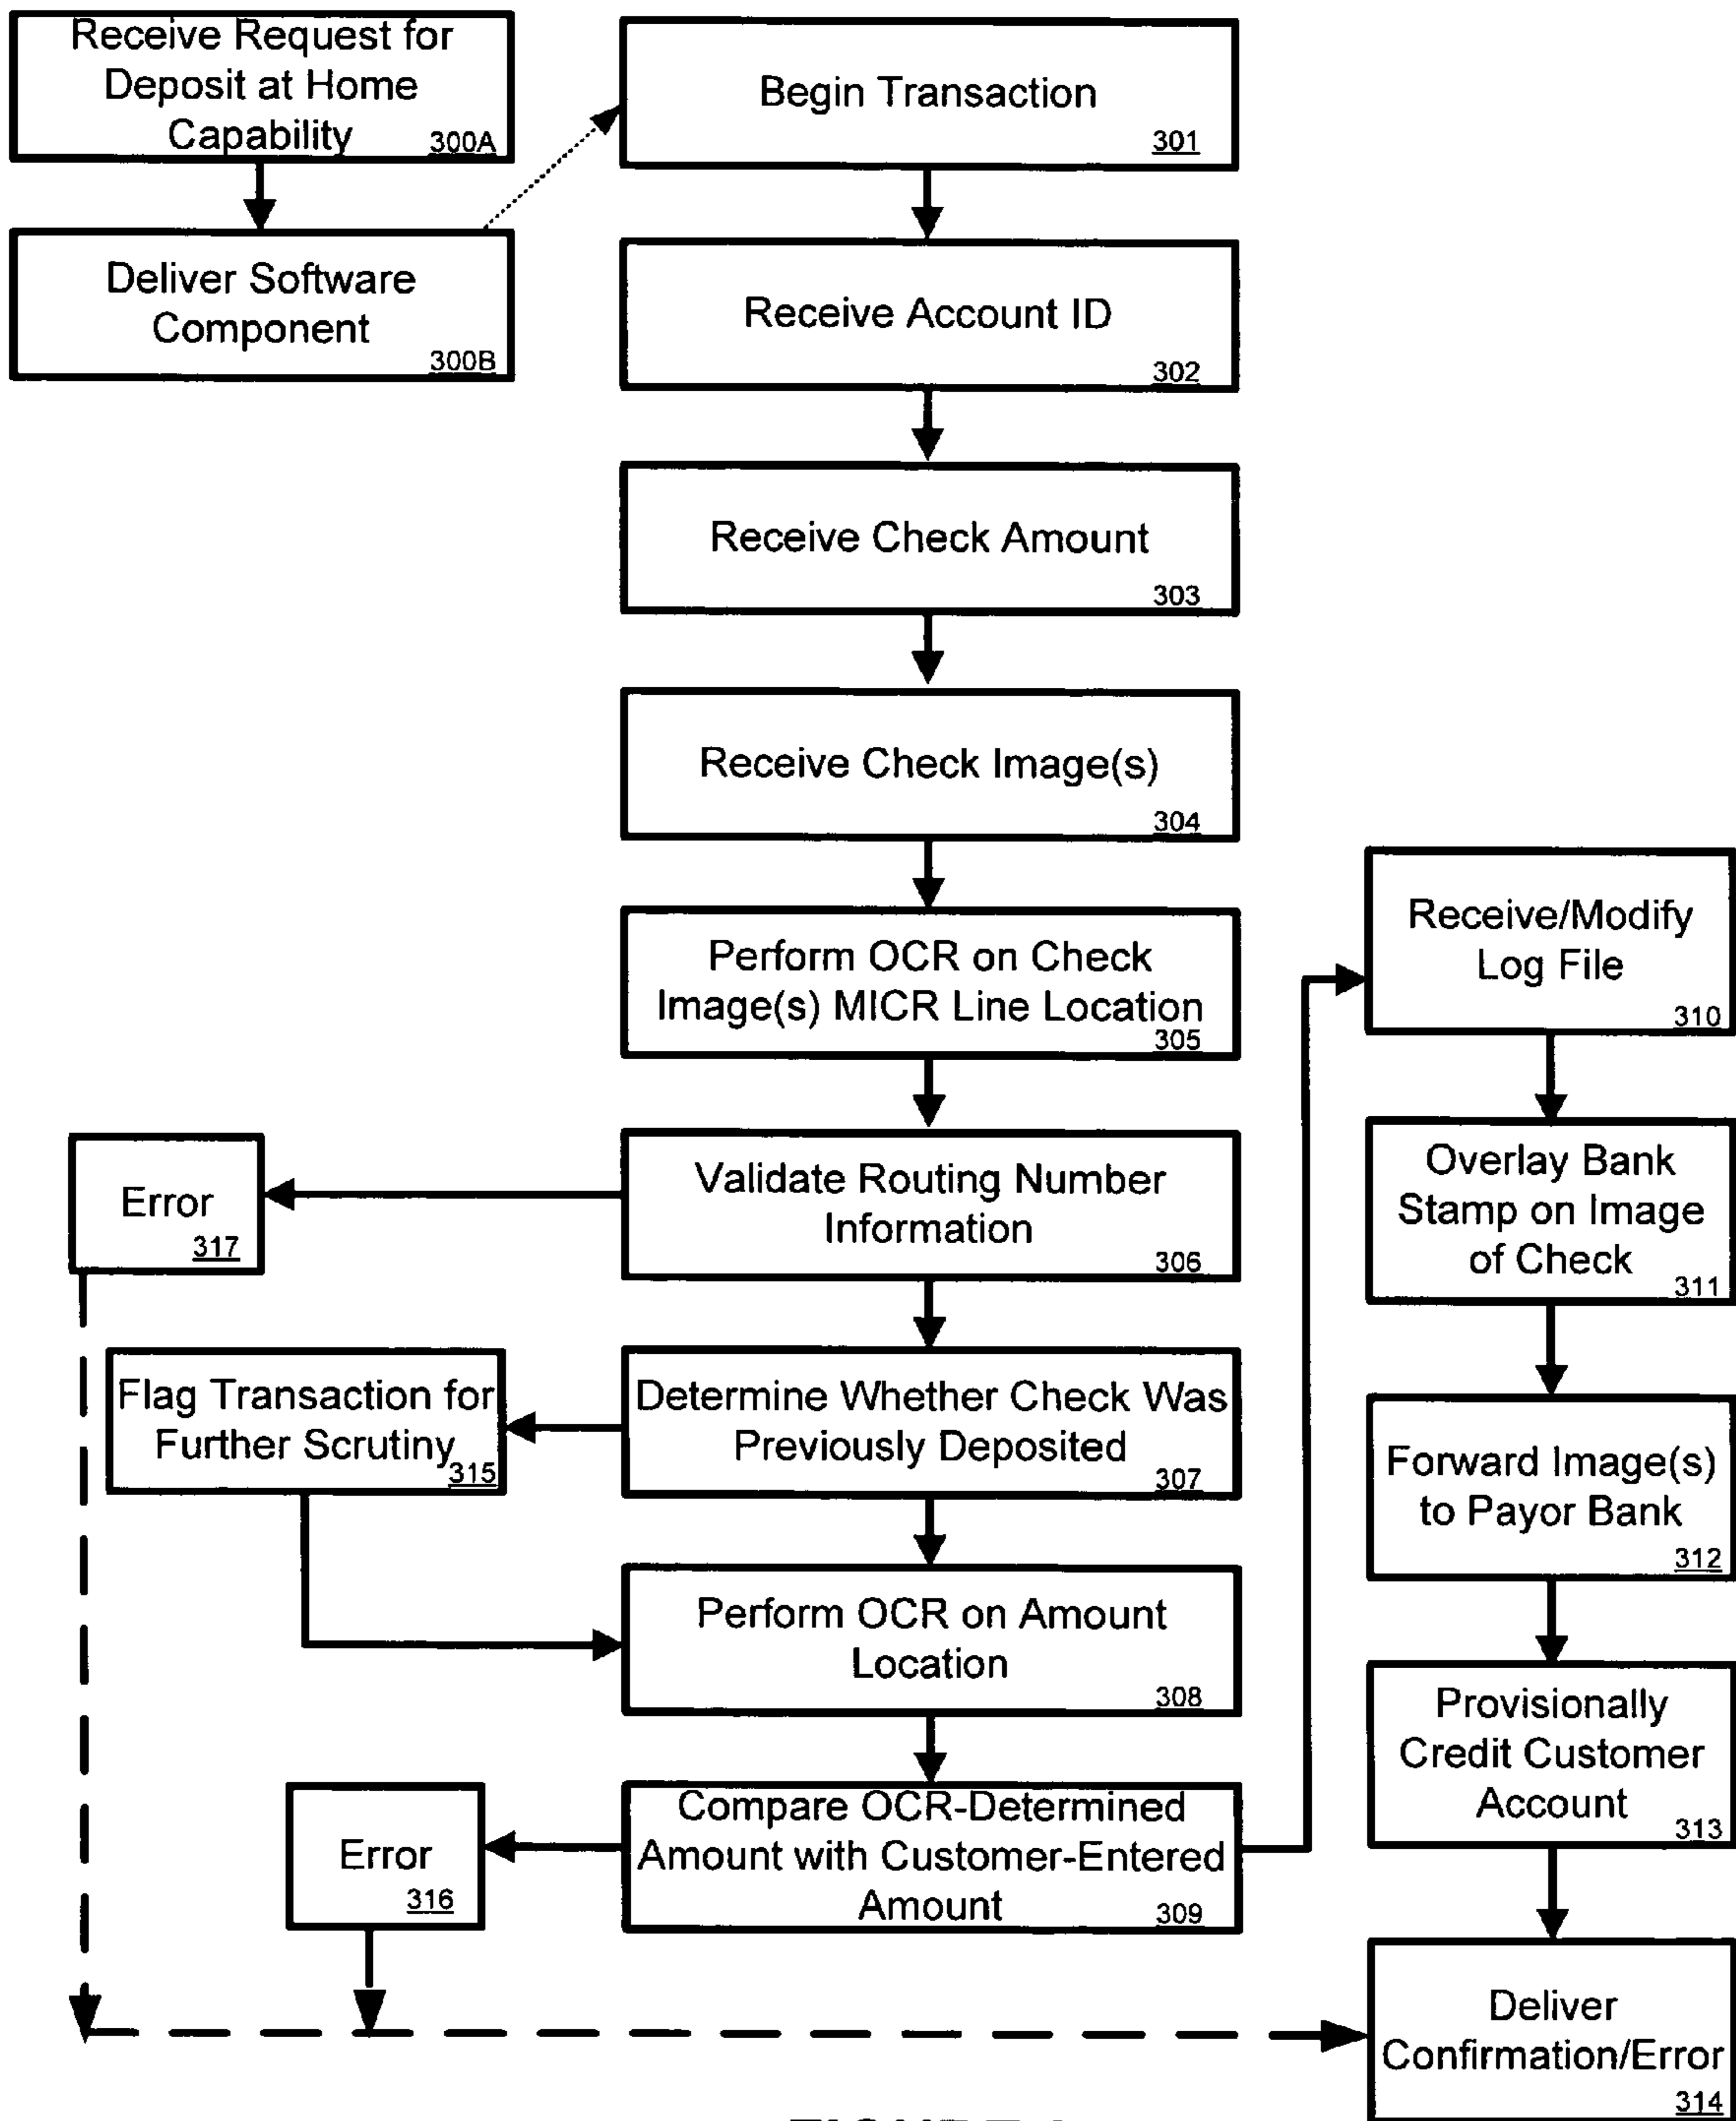 Receive Request for
Deposit at Home
Capability
300A
Deliver Software
Component
300B
Begin Transaction
301
Receive Account ID
302
Receive Check Amount
303
Receive Check Image(s)
304
Perform OCR on Check
Image(s) MICR Line Location
305
Validate Routing Number
Information
306
Error
317
Determine Whether Check Was
Previously Deposited
307
Flag Transaction for
Further Scrutiny
315
Perform OCR on Amount
Location
308
Compare OCR-Determined
Amount with Customer-Entered
Amount
309
Error
316
Receive/Modify
Log File
310
Overlay Bank
Stamp on Image
of Check
311
Forward Image(s)
to Payor Bank
312
Provisionally
Credit Customer
Account
313
Deliver
Confirmation/Error
314